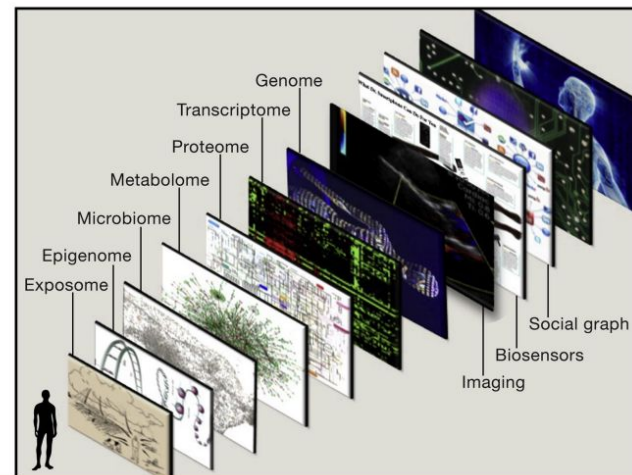 Genome
Transcriptome
Proteome
Metabolome
Microbiome
Epigenome
Exposome
Social graph
Biosensors
Imaging